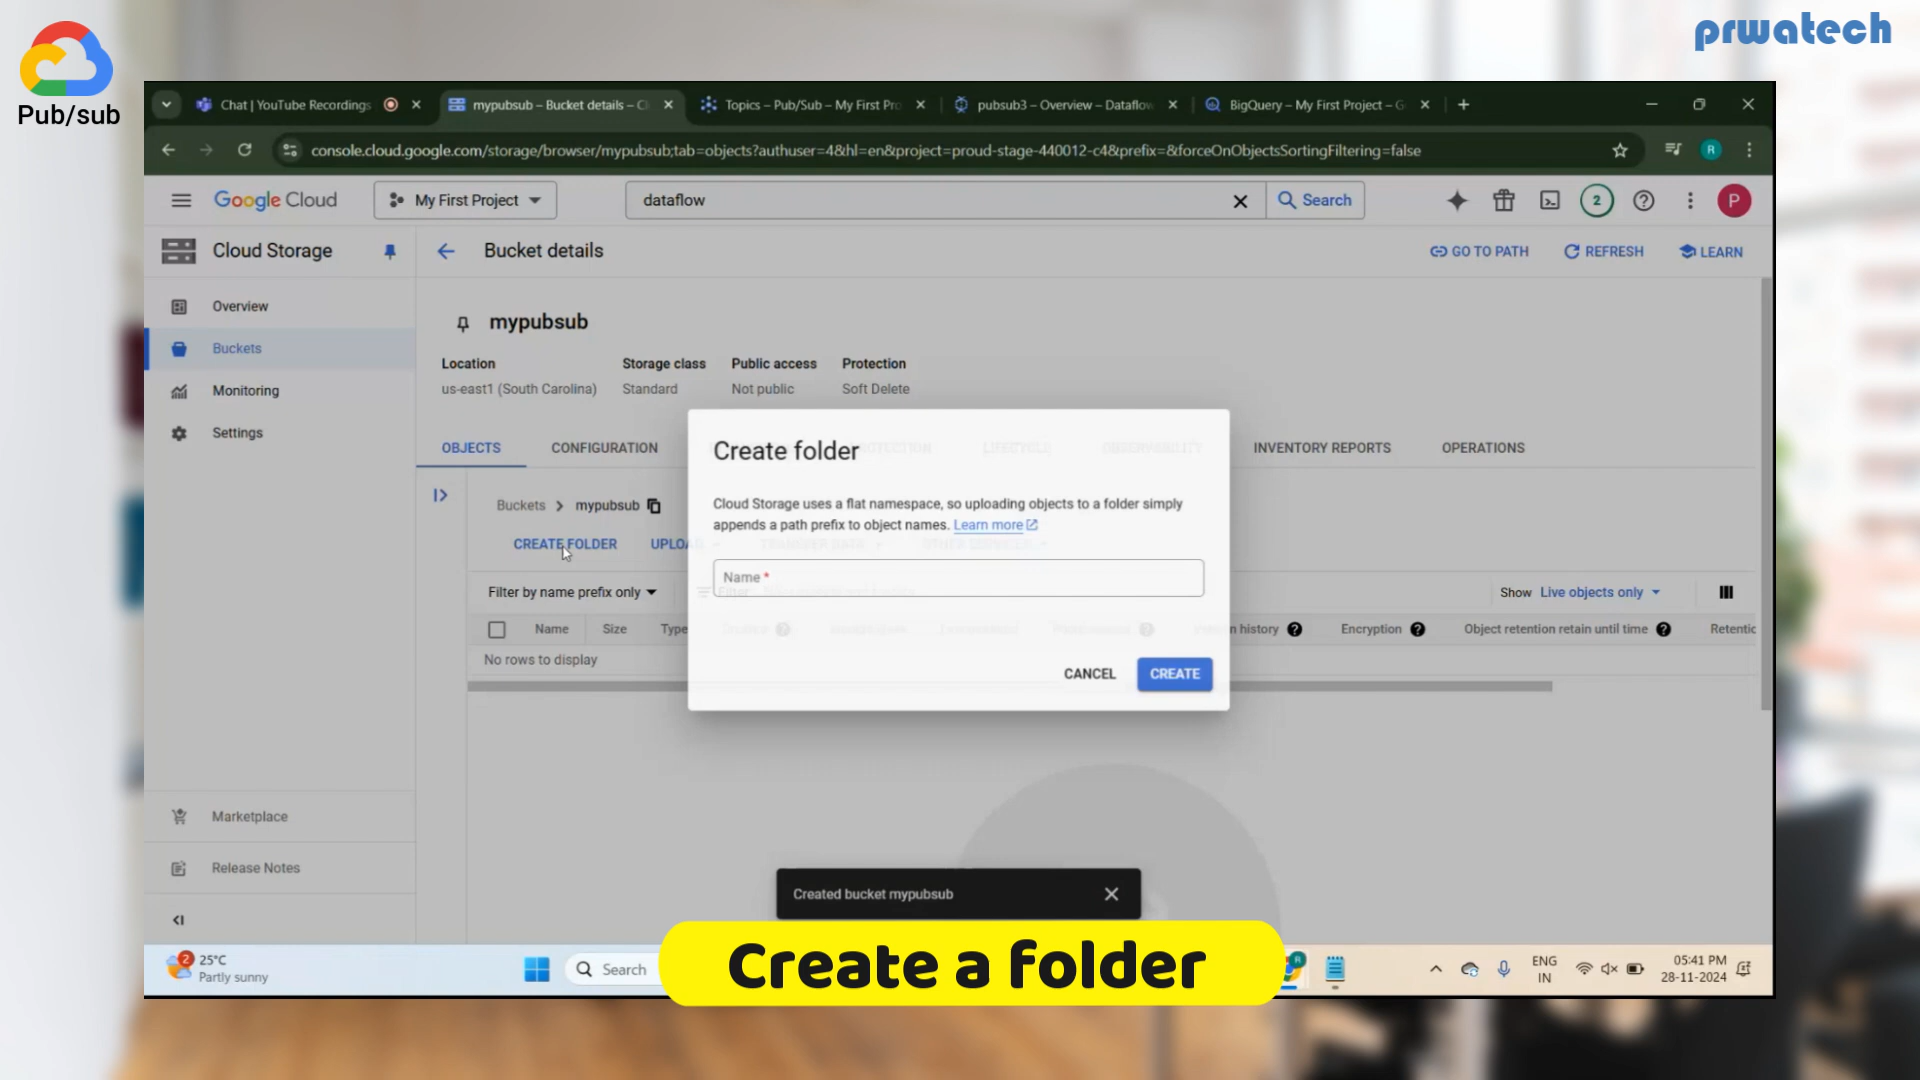 Pub/sub
prwatech
Chat | YouTube Recordings
mypubsub – Bucket details – Cl
Topics – Pub/Sub – My First Pro
pubsub3 – Overview – Dataflow
BigQuery – My First Project – G
console.cloud.google.com/storage/browser/mypubsub;tab=objects?authuser=4&hl=en&project=proud-stage-440012-c4&prefix=&forceOnObjectsSortingFiltering=false
R
Google Cloud
My First Project
dataflow
Search
2
P
Cloud Storage
Bucket details
GO TO PATH
REFRESH
LEARN
Overview
Buckets
Monitoring
Settings
Marketplace
Release Notes
mypubsub
Location
Storage class
Public access
Protection
us-east1 (South Carolina)
Standard
Not public
Soft Delete
OBJECTS
CONFIGURATION
INVENTORY REPORTS
OPERATIONS
Buckets > mypubsub
CREATE FOLDER
UPLOA
Filter by name prefix only
Filter
Show Live objects only
Name
Size
Type
n history
Encryption
Object retention retain until time
Retentic
No rows to display
Create folder
Cloud Storage uses a flat namespace, so uploading objects to a folder simply
appends a path prefix to object names. Learn more
Name *
CANCEL
CREATE
Created bucket mypubsub
Create a folder
2
25°C
Partly sunny
Search
R
ENG
IN
05:41 PM
28-11-2024